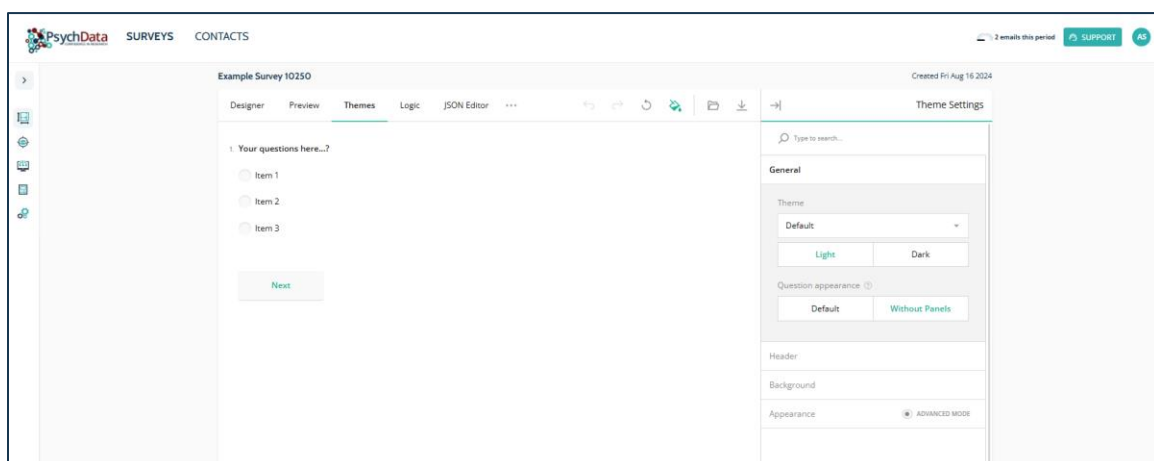 PsychData
SURVEYS
CONTACTS
2 emails this period
SUPPORT
AS
Example Survey 10250
Created Fri Aug 16 2024
Designer
Preview
Themes
Logic
JSON Editor
...
Theme Settings
1. Your questions here...?
Item 1
Item 2
Item 3
Next
Type to search...
General
Theme
Default
Light
Dark
Question appearance
Default
Without Panels
Header
Background
Appearance
ADVANCED MODE